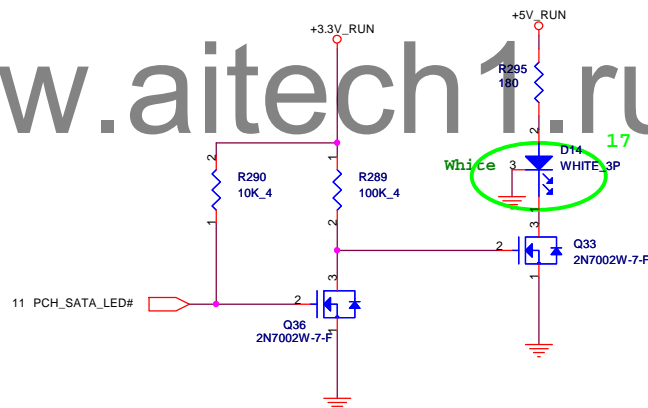 +5V_RUN
+3.3V_RUN
w.aitech1.ru
R295
180
2
17
D14
WHITE_3P
White 3
1
2
R290
10K_4
1
1
R289
100K_4
2
3
2
Q33
2N7002W-7-F
1
11 PCH_SATA_LED#
2
3
Q36
2N7002W-7-F
1